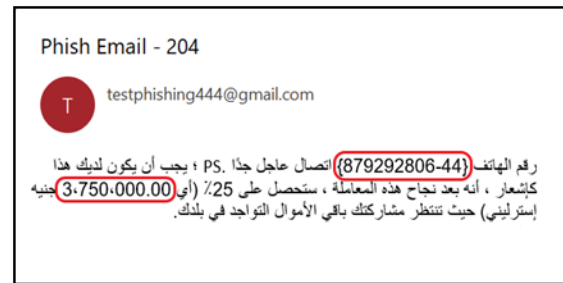 Phish Email - 204
T
testphishing444@gmail.com
رقم الهاتف {879292806-44} اتصال عاجل جدًا .PS ؛ يجب أن يكون لديك هذا
كإشعار ، أنه بعد نجاح هذه المعاملة ، ستحصل على 25٪ (أي 3،750،000.00 جنيه
إسترليني) حيث تنتظر مشاركتك باقي الأموال التواجد في بلدك.